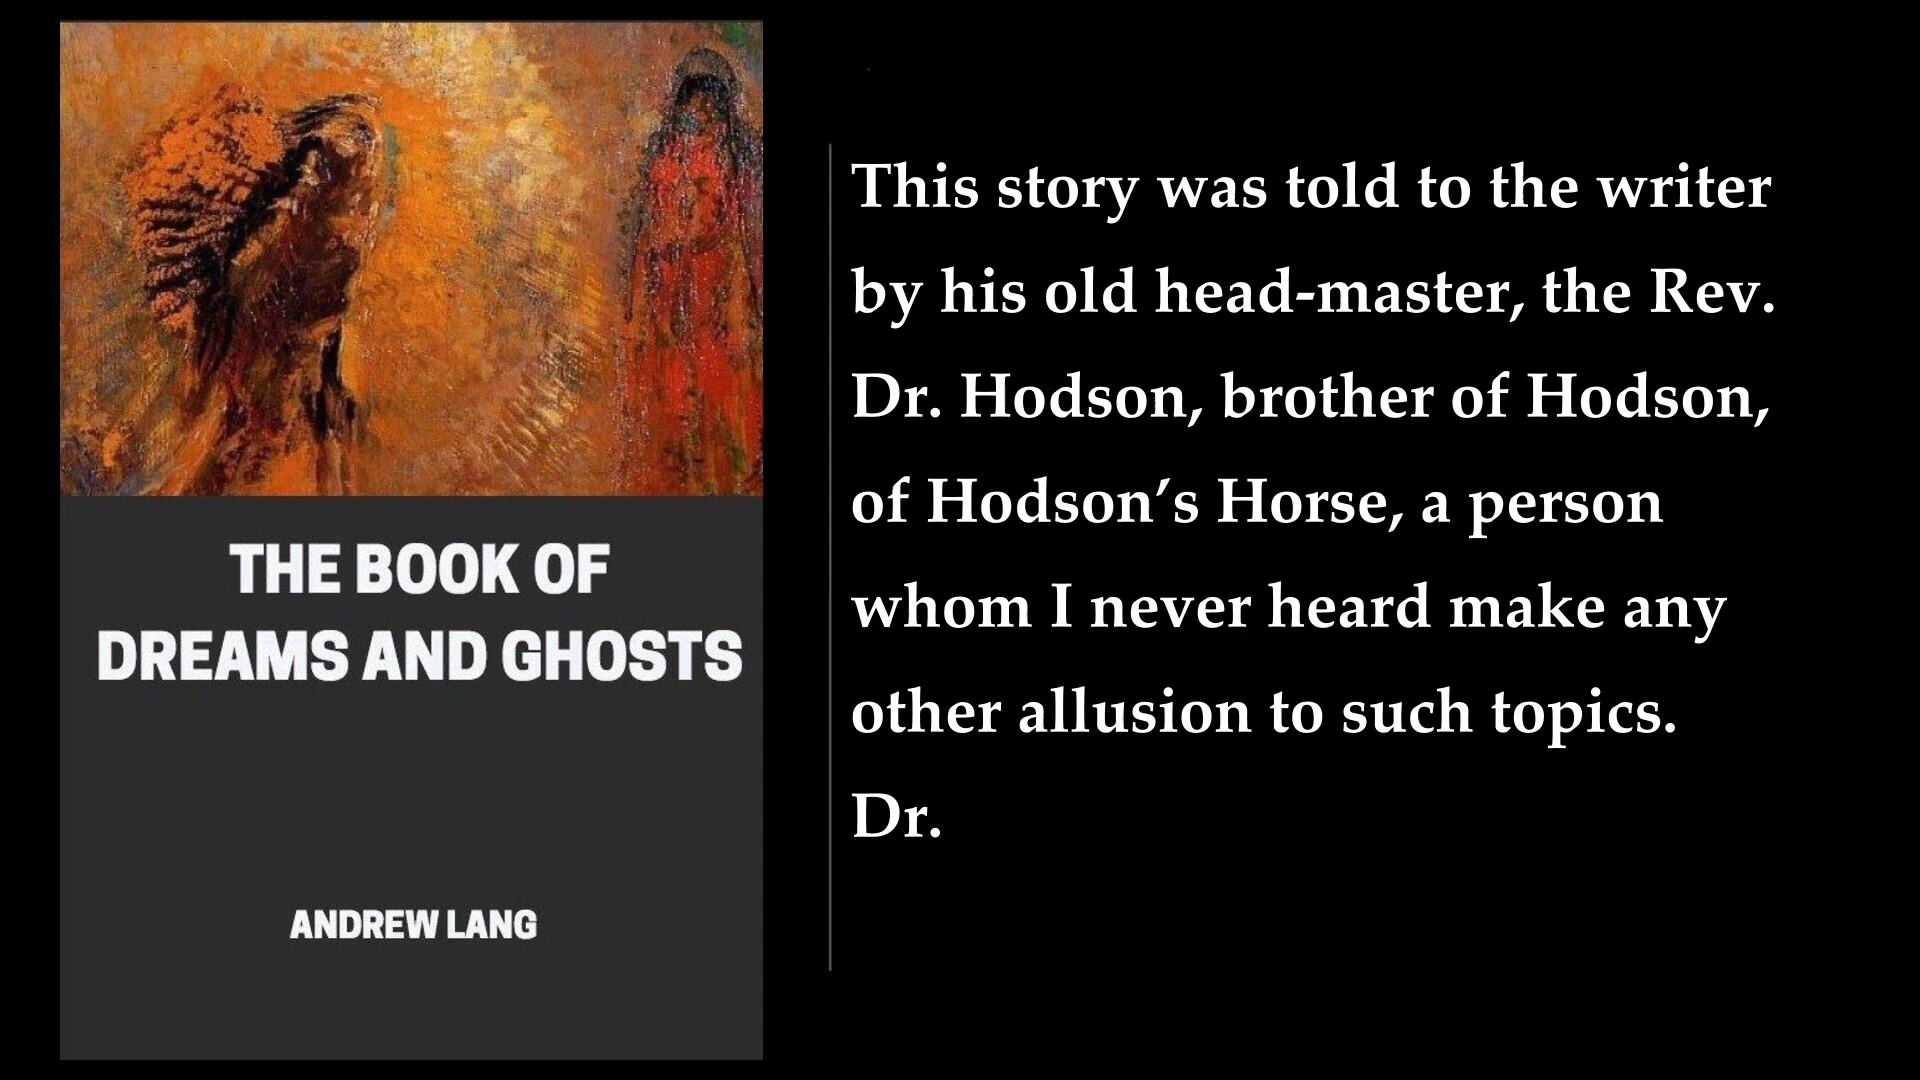 THE BOOK OF
DREAMS AND GHOSTS
ANDREW LANG
This story was told to the writer
by his old head-master, the Rev.
Dr. Hodson, brother of Hodson,
of Hodson’s Horse, a person
whom I never heard make any
other allusion to such topics.
Dr.